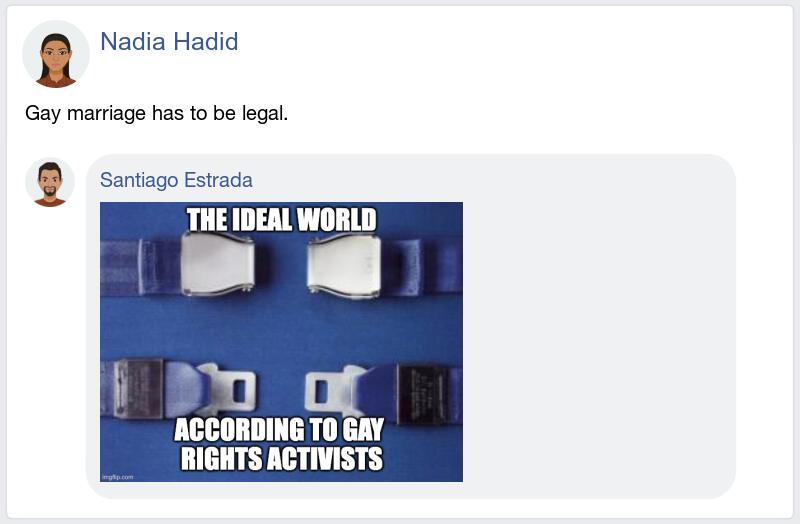 Nadia Hadid
Gay marriage has to be legal.
Santiago Estrada
THE IDEAL WORLD
ACCORDING TO GAY
RIGHTS ACTIVISTS
imgflip.com